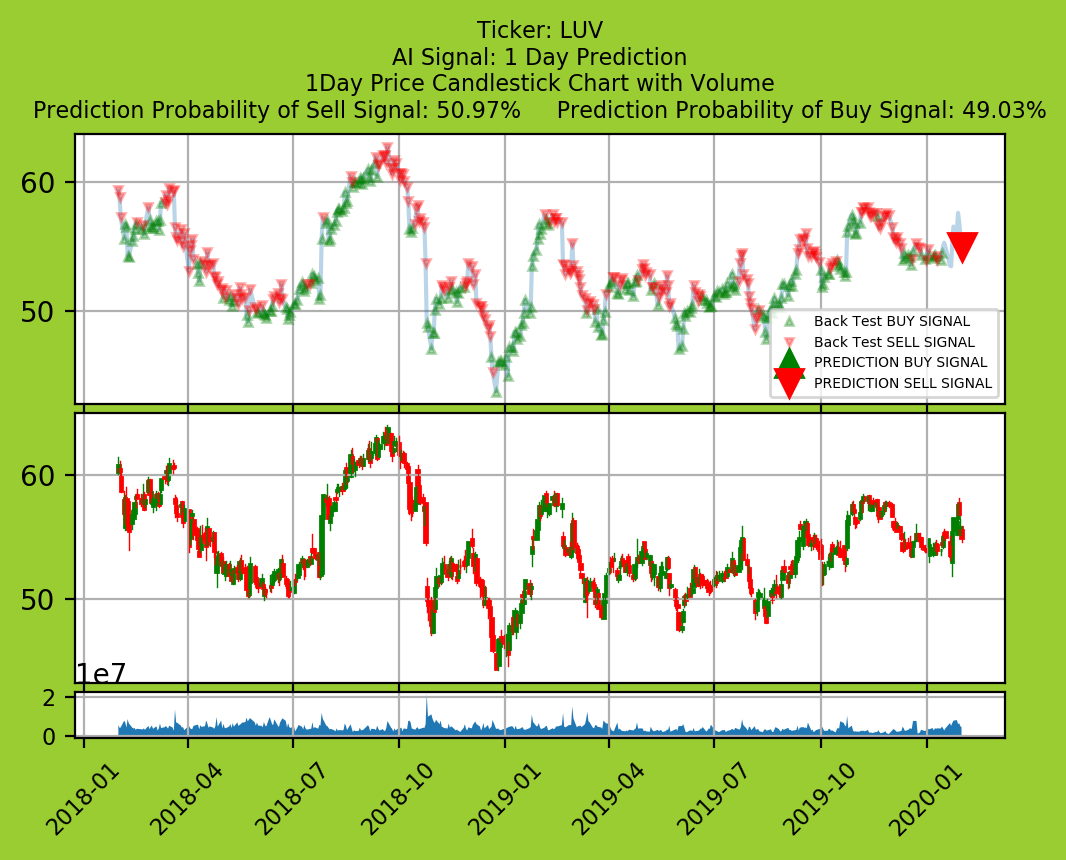 Ticker: LUV
AI Signal: 1 Day Prediction
1Day Price Candlestick Chart with Volume
Prediction Probability of Sell Signal: 50.97%     Prediction Probability of Buy Signal: 49.03%
60
50
Back Test BUY SIGNAL
Back Test SELL SIGNAL
PREDICTION BUY SIGNAL
PREDICTION SELL SIGNAL
60
50
1e7
2
0
2018-01 2018-04 2018-07 2018-10 2019-01 2019-04 2019-07 2019-10 2020-01